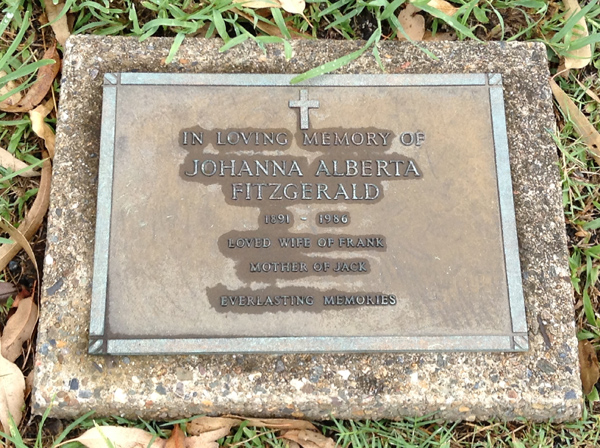 IN LOVING MEMORY OF
JOHANNA ALBERTA
FITZGERALD
1891 - 1986
LOVED WIFE OF FRANK
MOTHER OF JACK
EVERLASTING MEMORIES